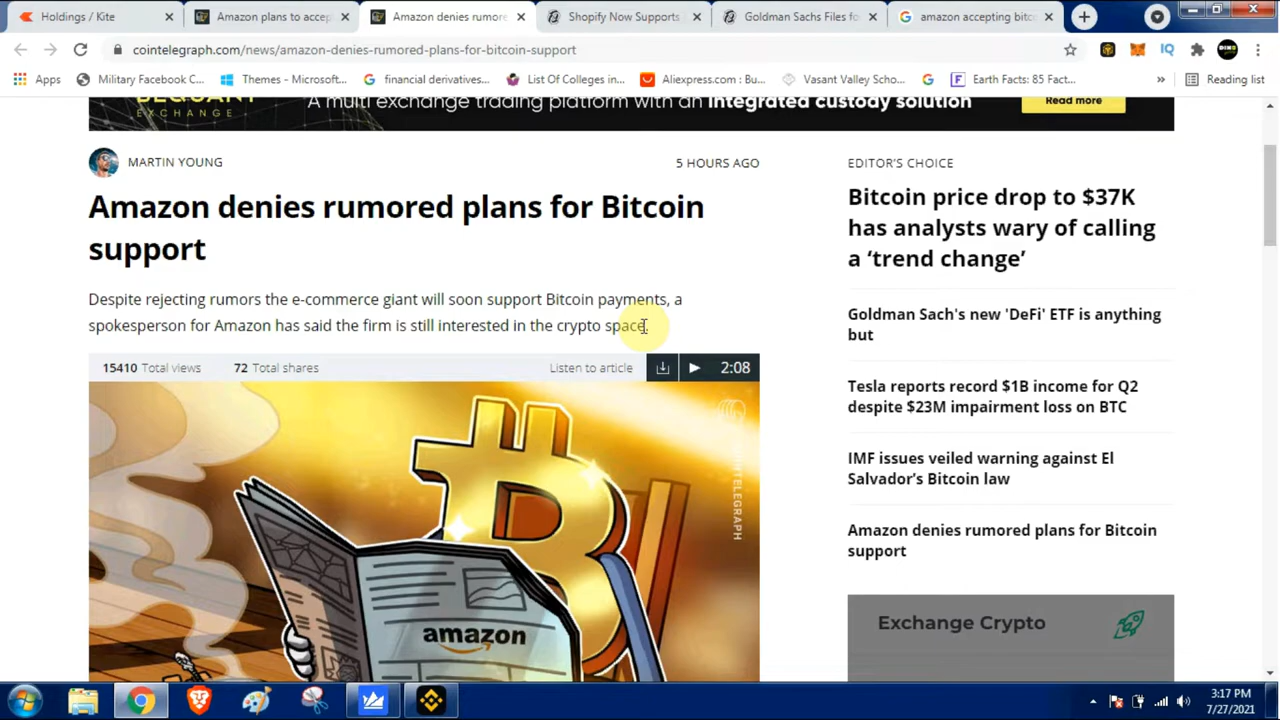 Holdings / Kite
Amazon plans to accep
Amazon denies rumore
Shopify Now Supports
Goldman Sachs Files fo
amazon accepting bitc
cointelegraph.com/news/amazon-denies-rumored-plans-for-bitcoin-support
Apps
Military Facebook C...
Themes - Microsoft...
financial derivatives...
List Of Colleges in...
Aliexpress.com : Bu...
Vasant Valley Scho...
Earth Facts: 85 Fact...
»
Reading list
BEQUANT
EXCHANGE
A multi exchange trading platform with an integrated custody solution
Read more
MARTIN YOUNG
5 HOURS AGO
Amazon denies rumored plans for Bitcoin
support
Despite rejecting rumors the e-commerce giant will soon support Bitcoin payments, a
spokesperson for Amazon has said the firm is still interested in the crypto space.
15410 Total views
72 Total shares
Listen to article
2:08
COINTELEGRAPH
amazon
EDITOR'S CHOICE
Bitcoin price drop to $37K
has analysts wary of calling
a ‘trend change’
Goldman Sach's new 'DeFi' ETF is anything
but
Tesla reports record $1B income for Q2
despite $23M impairment loss on BTC
IMF issues veiled warning against El
Salvador’s Bitcoin law
Amazon denies rumored plans for Bitcoin
support
Exchange Crypto
3:17 PM
7/27/2021